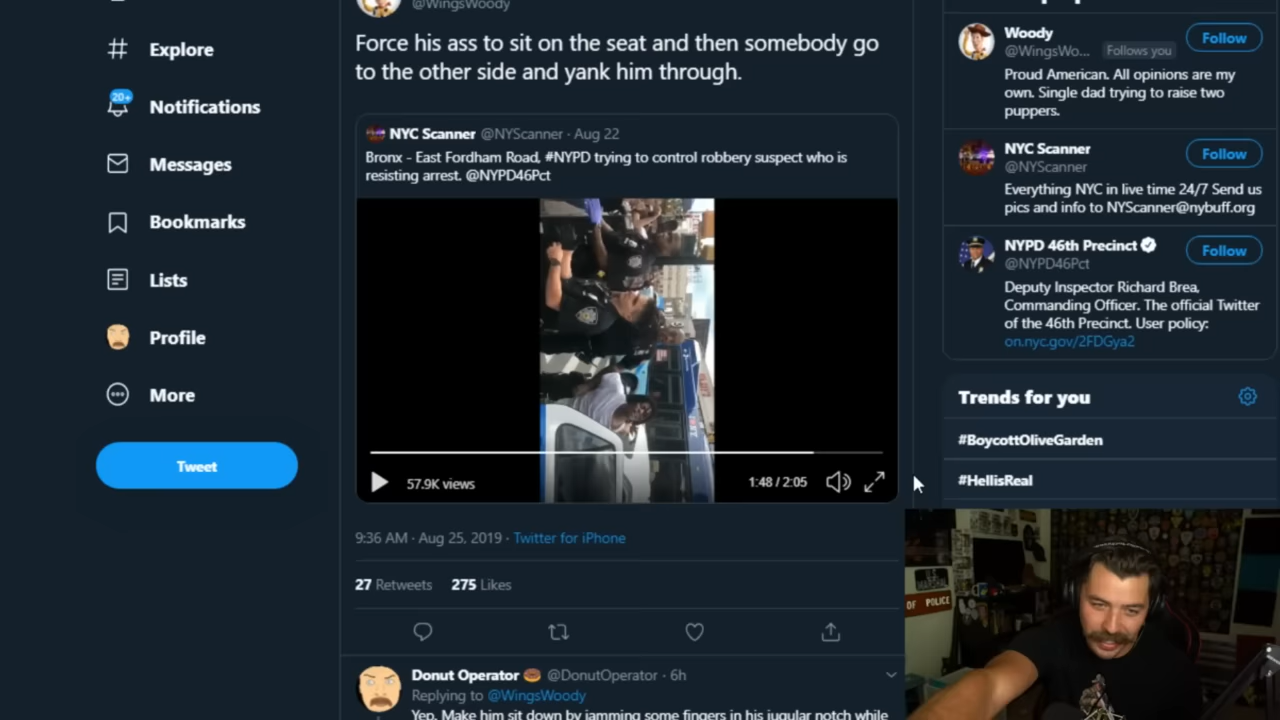 @WingsWoody
Explore
20+
Notifications
Messages
Bookmarks
Lists
Profile
More
Tweet
Force his ass to sit on the seat and then somebody go
to the other side and yank him through.
NYC Scanner @NYScanner · Aug 22
Bronx - East Fordham Road, #NYPD trying to control robbery suspect who is
resisting arrest. @NYPD46Pct
57.9K views
1:48 / 2:05
9:36 AM · Aug 25, 2019 · Twitter for iPhone
27 Retweets 275 Likes
Donut Operator @DonutOperator · 6h
Replying to @WingsWoody
Yep. Make him sit down by jamming some fingers in his jugular notch while
Woody
@WingsWo... Follows you
Follow
Proud American. All opinions are my
own. Single dad trying to raise two
puppers.
NYC Scanner
@NYScanner
Follow
Everything NYC in live time 24/7 Send us
pics and info to NYScanner@nybuff.org
NYPD 46th Precinct
@NYPD46Pct
Follow
Deputy Inspector Richard Brea,
Commanding Officer. The official Twitter
of the 46th Precinct. User policy:
on.nyc.gov/2FDGya2
Trends for you
#BoycottOliveGarden
#HellisReal
OF POLICE